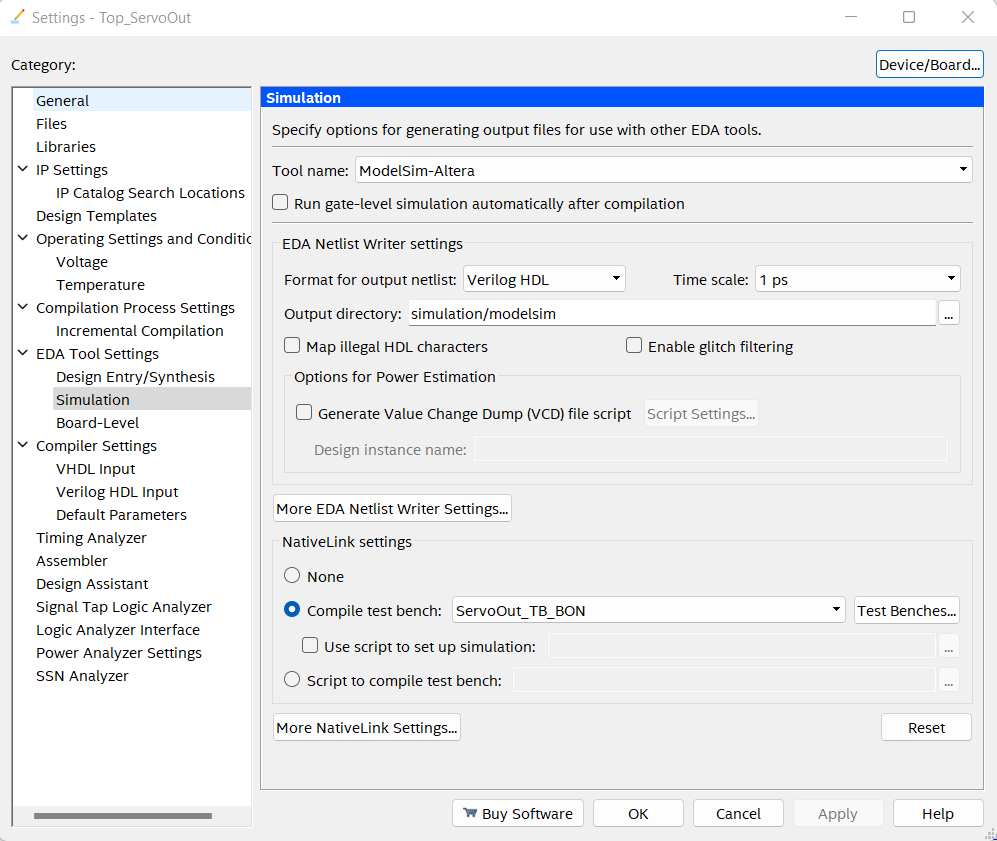 Settings - Top_ServoOut
Category:
Device/Board...
General
Files
Libraries
IP Settings
IP Catalog Search Locations
Design Templates
Operating Settings and Conditic
Voltage
Temperature
Compilation Process Settings
Incremental Compilation
EDA Tool Settings
Design Entry/Synthesis
Simulation
Board-Level
Compiler Settings
VHDL Input
Verilog HDL Input
Default Parameters
Timing Analyzer
Assembler
Design Assistant
Signal Tap Logic Analyzer
Logic Analyzer Interface
Power Analyzer Settings
SSN Analyzer
Simulation
Specify options for generating output files for use with other EDA tools.
Tool name: ModelSim-Altera
Run gate-level simulation automatically after compilation
EDA Netlist Writer settings
Format for output netlist: Verilog HDL Time scale: 1 ps
Output directory: simulation/modelsim ...
Map illegal HDL characters Enable glitch filtering
Options for Power Estimation
Generate Value Change Dump (VCD) file script Script Settings...
Design instance name:
More EDA Netlist Writer Settings...
NativeLink settings
None
Compile test bench: ServoOut_TB_BON Test Benches...
Use script to set up simulation: ...
Script to compile test bench: ...
More NativeLink Settings... Reset
Buy Software OK Cancel Apply Help